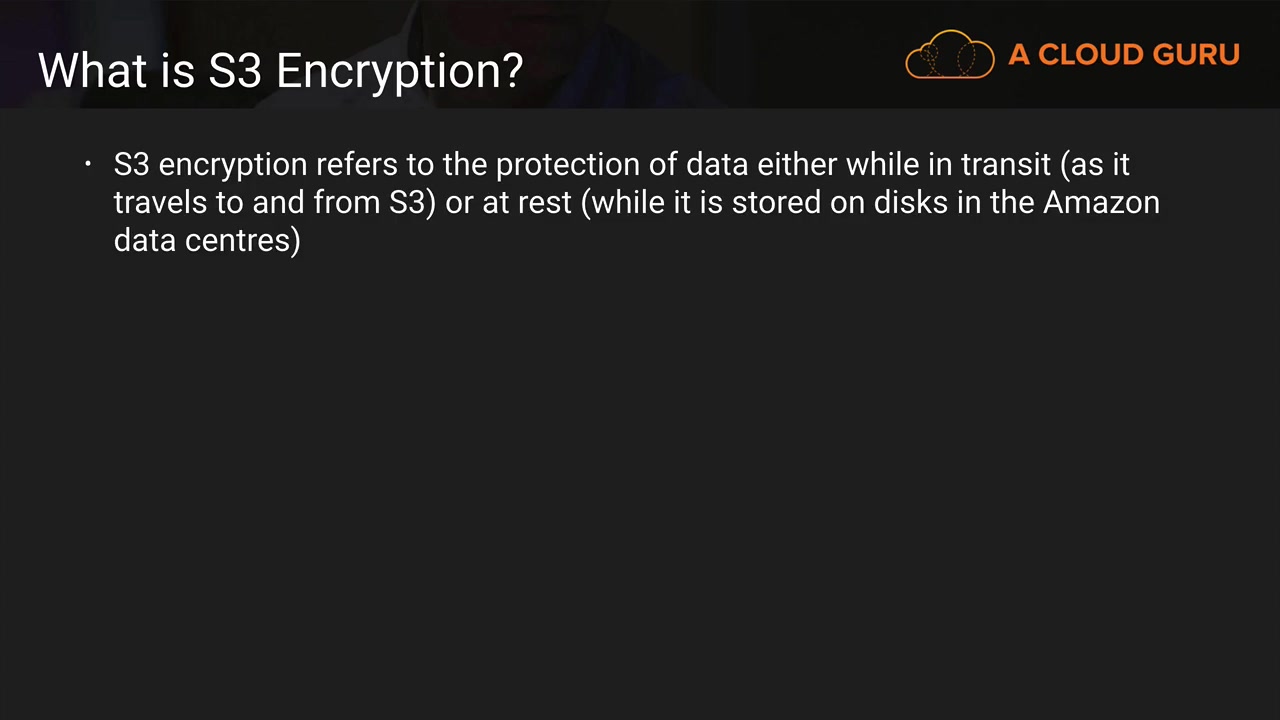 What is S3 Encryption?
A CLOUD GURU
• S3 encryption refers to the protection of data either while in transit (as it
travels to and from S3) or at rest (while it is stored on disks in the Amazon
data centres)